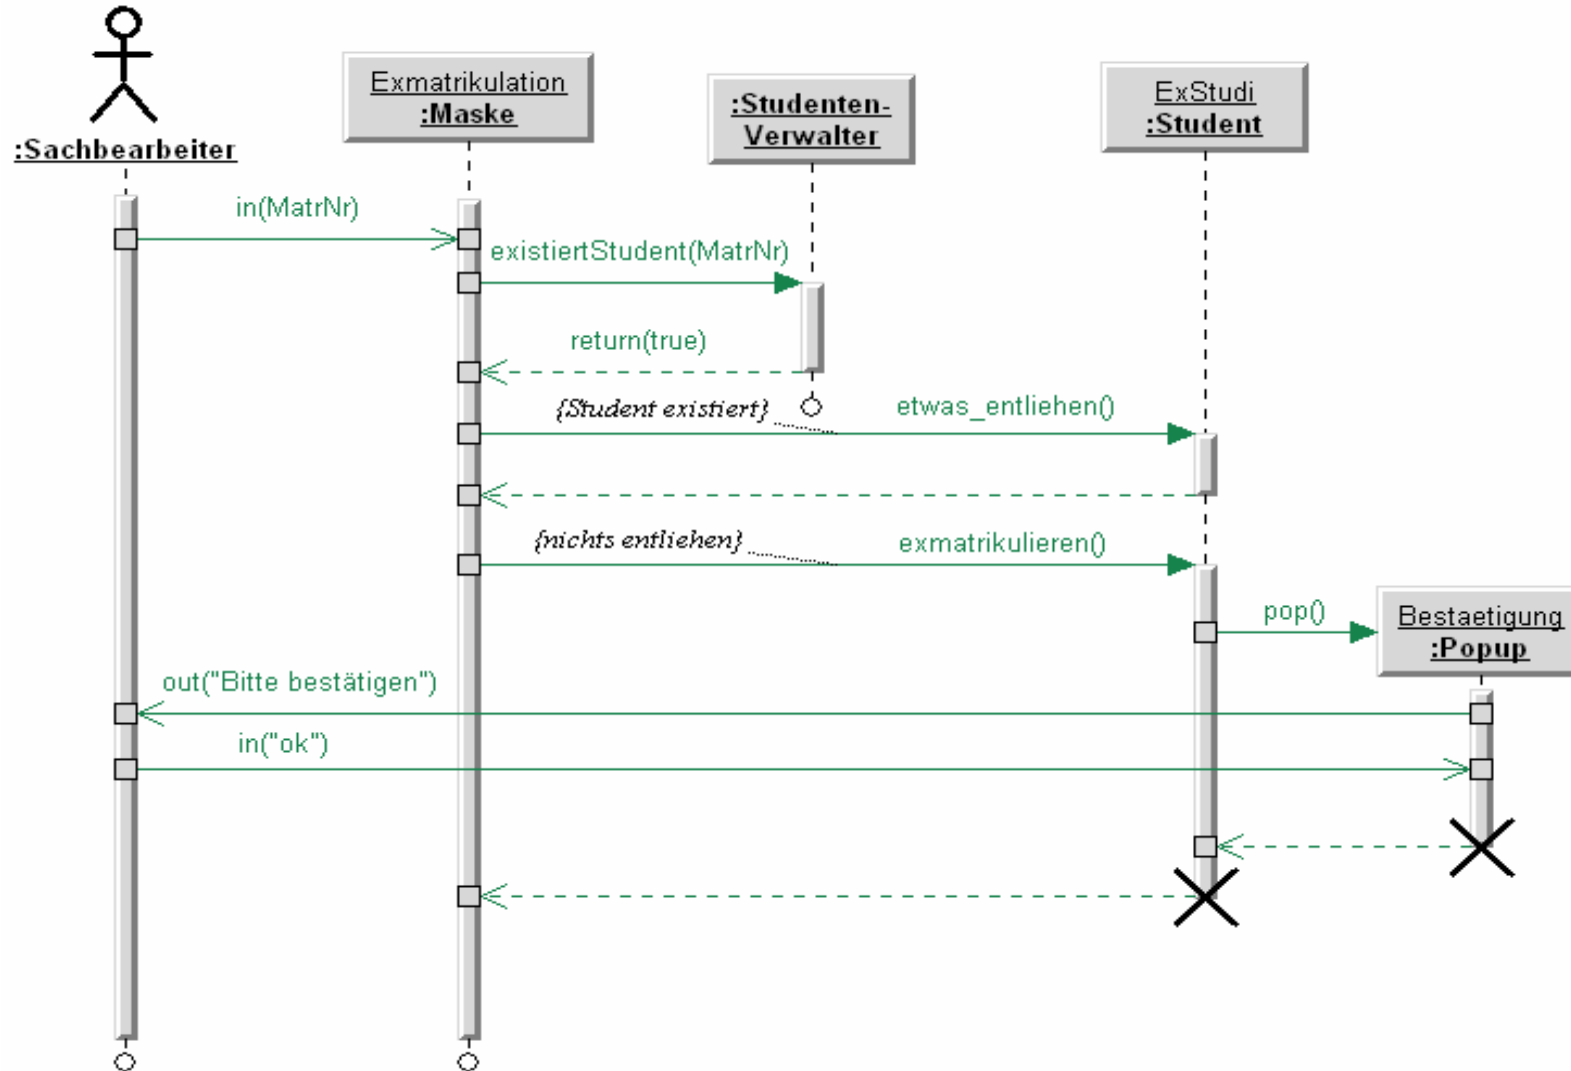 Exmatrikulation
:Maske
:Studenten-
Verwalter
ExStudi
:Student
:Sachbearbeiter
in(MatrNr)
existiertStudent(MatrNr)
return(true)
{Student existiert}
etwas_entliehen()
{nichts entliehen}
exmatrikulieren()
pop()
Bestaetigung
:Popup
out("Bitte bestätigen")
in("ok")